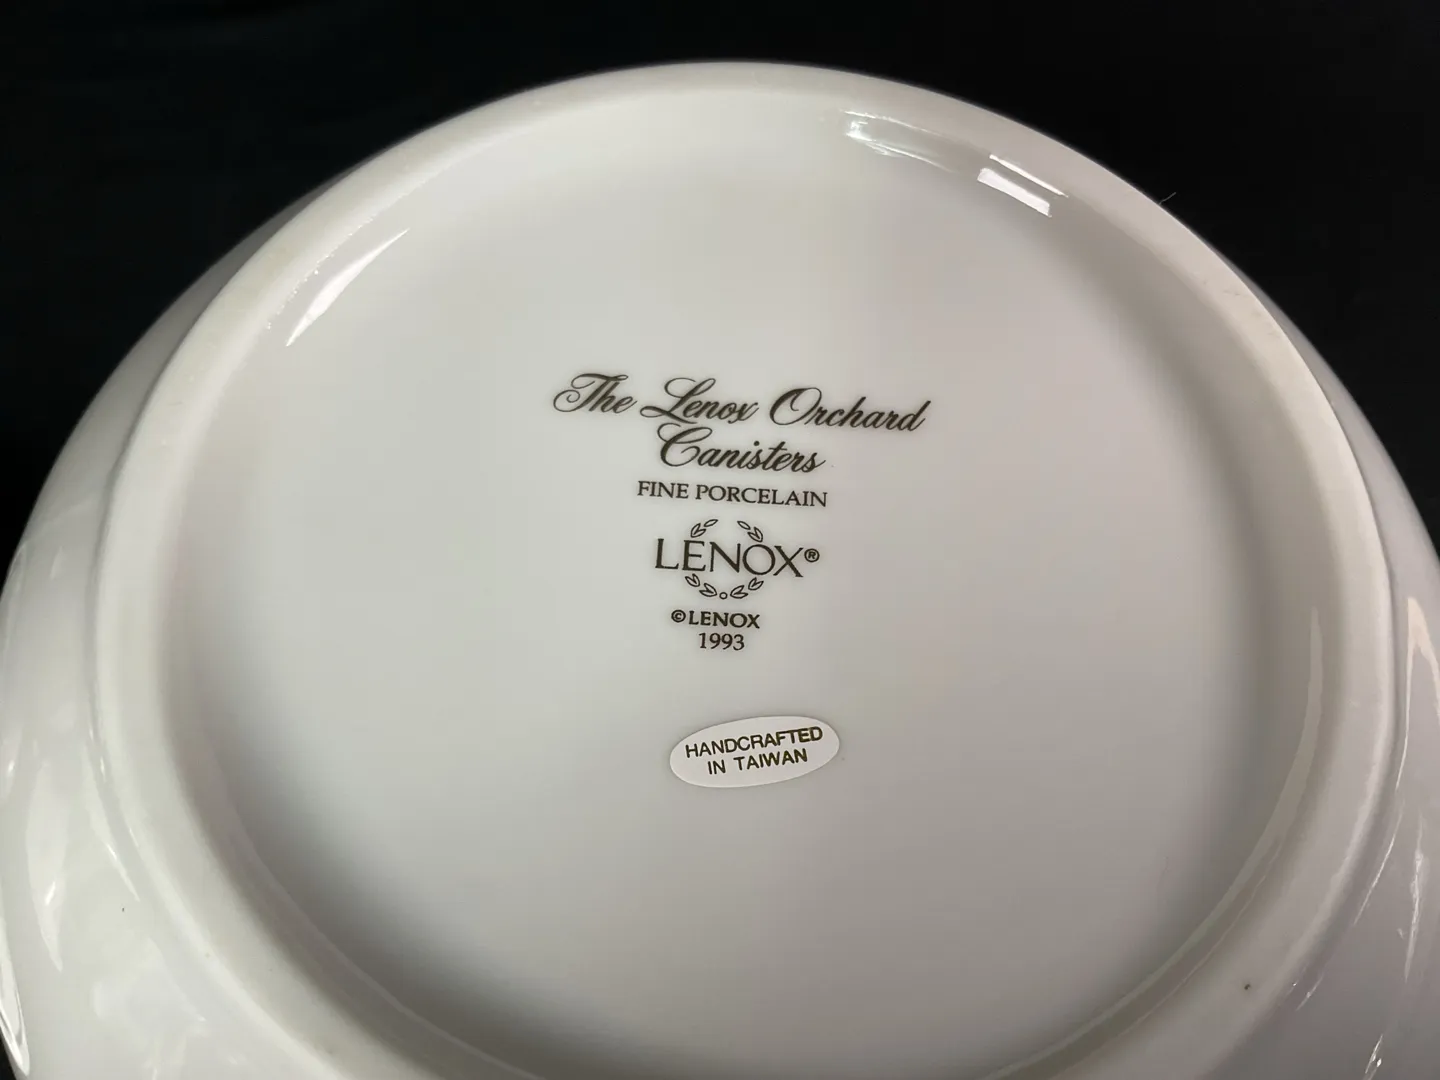 The Lenox Orchard
Canisters
FINE PORCELAIN
LENOX®
©LENOX
1993
HANDCRAFTED
IN TAIWAN